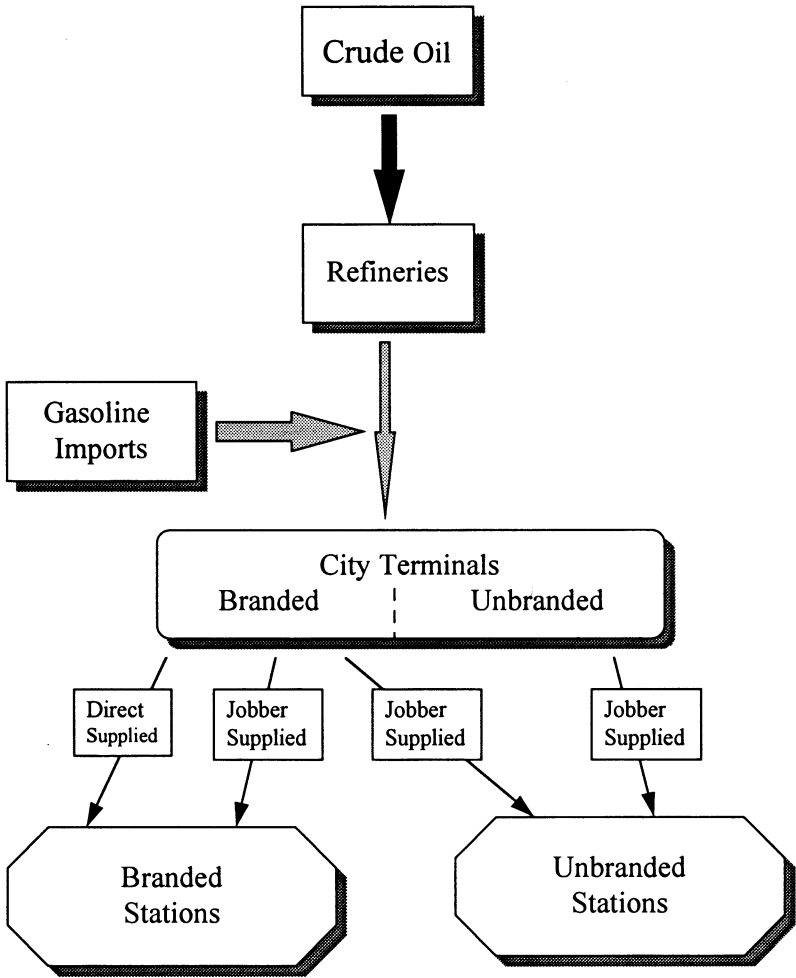 Crude Oil
Refineries
Gasoline
Imports
City Terminals
Branded
Unbranded
Direct
Supplied
Jobber
Supplied
Jobber
Supplied
Jobber
Supplied
Branded
Stations
Unbranded
Stations